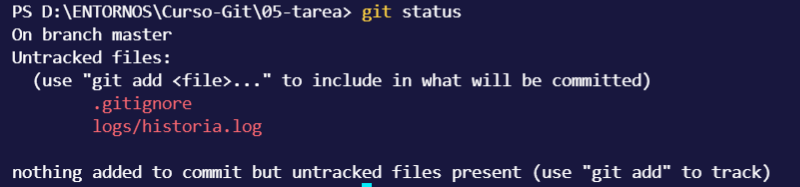 PS D:\ENTORNOS\Curso-Git\05-tarea> git status
On branch master
Untracked files:
  (use "git add <file>..." to include in what will be committed)
        .gitignore
        logs/historia.log

nothing added to commit but untracked files present (use "git add" to track)